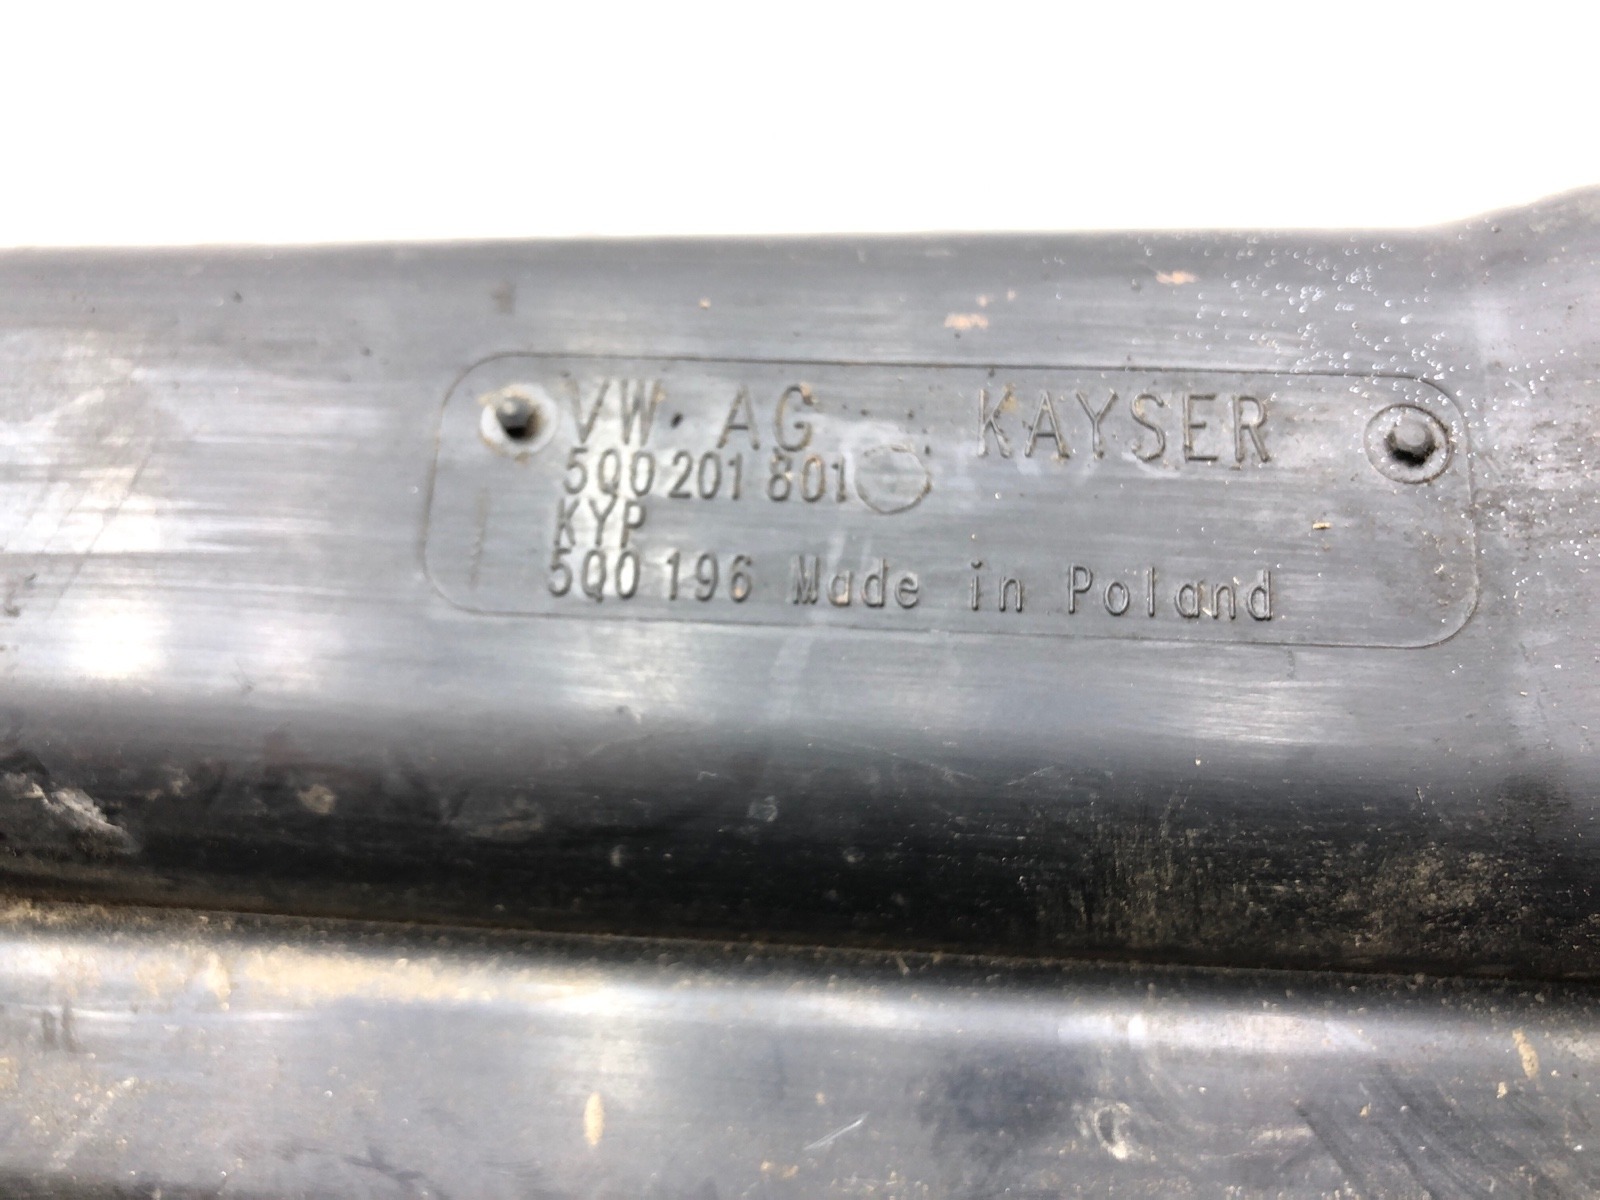 VW AG KAYSER
5Q0 201 801
KYP
5Q0 196 Made in Poland